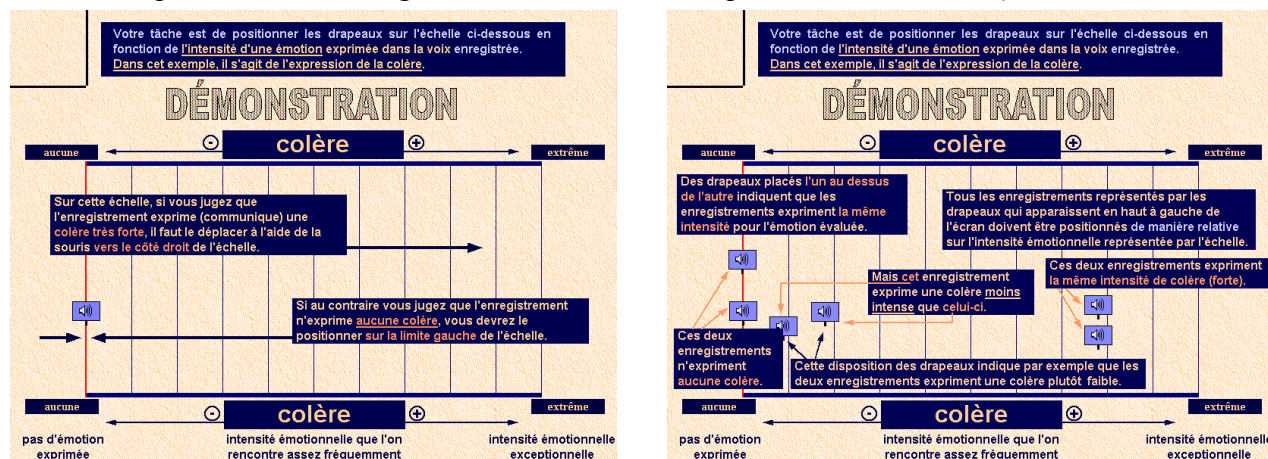 Votre tâche est de positionner les drapeaux sur l'échelle ci-dessous en
fonction de l'intensité d'une émotion exprimée dans la voix enregistrée.
Dans cet exemple, il s'agit de l'expression de la colère.
DÉMONSTRATION
- colère +
aucune
extrême
Sur cette échelle, si vous jugez que
l'enregistrement exprime (communique) une
colère très forte, il faut le déplacer à l'aide de la
souris vers le côté droit de l'échelle.
Si au contraire vous jugez que l'enregistrement
n'exprime aucune colère, vous devrez le
positionner sur la limite gauche de l'échelle.
aucune
- colère +
extrême
pas d'émotion
exprimée
intensité émotionnelle que l'on
rencontre assez fréquemment
intensité émotionnelle
exceptionnelle
Votre tâche est de positionner les drapeaux sur l'échelle ci-dessous en
fonction de l'intensité d'une émotion exprimée dans la voix enregistrée.
Dans cet exemple, il s'agit de l'expression de la colère.
DÉMONSTRATION
- colère +
aucune
extrême
Des drapeaux placés l'un au dessus
de l'autre indiquent que les
enregistrements expriment la même
intensité pour l'émotion évaluée.
Tous les enregistrements représentés par les
drapeaux qui apparaissent en haut à gauche de
l'écran doivent être positionnés de manière relative
sur l'intensité émotionnelle représentée par l'échelle.
Mais cet enregistrement
exprime une colère moins
intense que celui-ci.
Ces deux enregistrements expriment
la même intensité de colère (forte).
Ces deux
enregistrements
n'expriment
aucune colère.
Cette disposition des drapeaux indique par exemple que les
deux enregistrements expriment une colère plutôt faible.
aucune
- colère +
extrême
pas d'émotion
exprimée
intensité émotionnelle que l'on
rencontre assez fréquemment
intensité émotionnelle
exceptionnelle